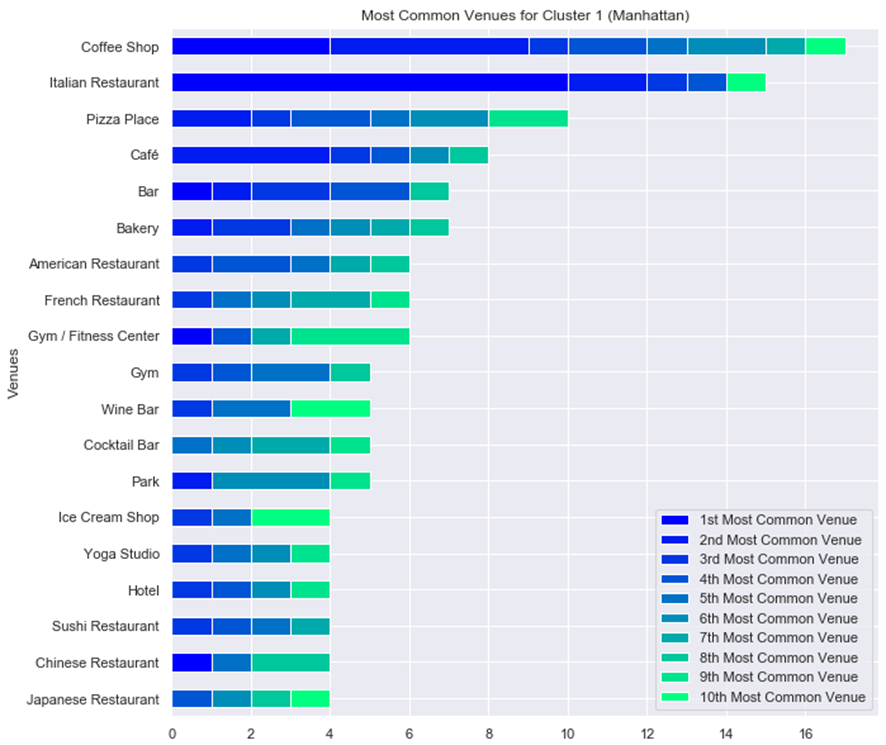 Most Common Venues for Cluster 1 (Manhattan)
Venues
Coffee Shop
Italian Restaurant
Pizza Place
Café
Bar
Bakery
American Restaurant
French Restaurant
Gym / Fitness Center
Gym
Wine Bar
Cocktail Bar
Park
Ice Cream Shop
Yoga Studio
Hotel
Sushi Restaurant
Chinese Restaurant
Japanese Restaurant
1st Most Common Venue
2nd Most Common Venue
3rd Most Common Venue
4th Most Common Venue
5th Most Common Venue
6th Most Common Venue
7th Most Common Venue
8th Most Common Venue
9th Most Common Venue
10th Most Common Venue
0 2 4 6 8 10 12 14 16